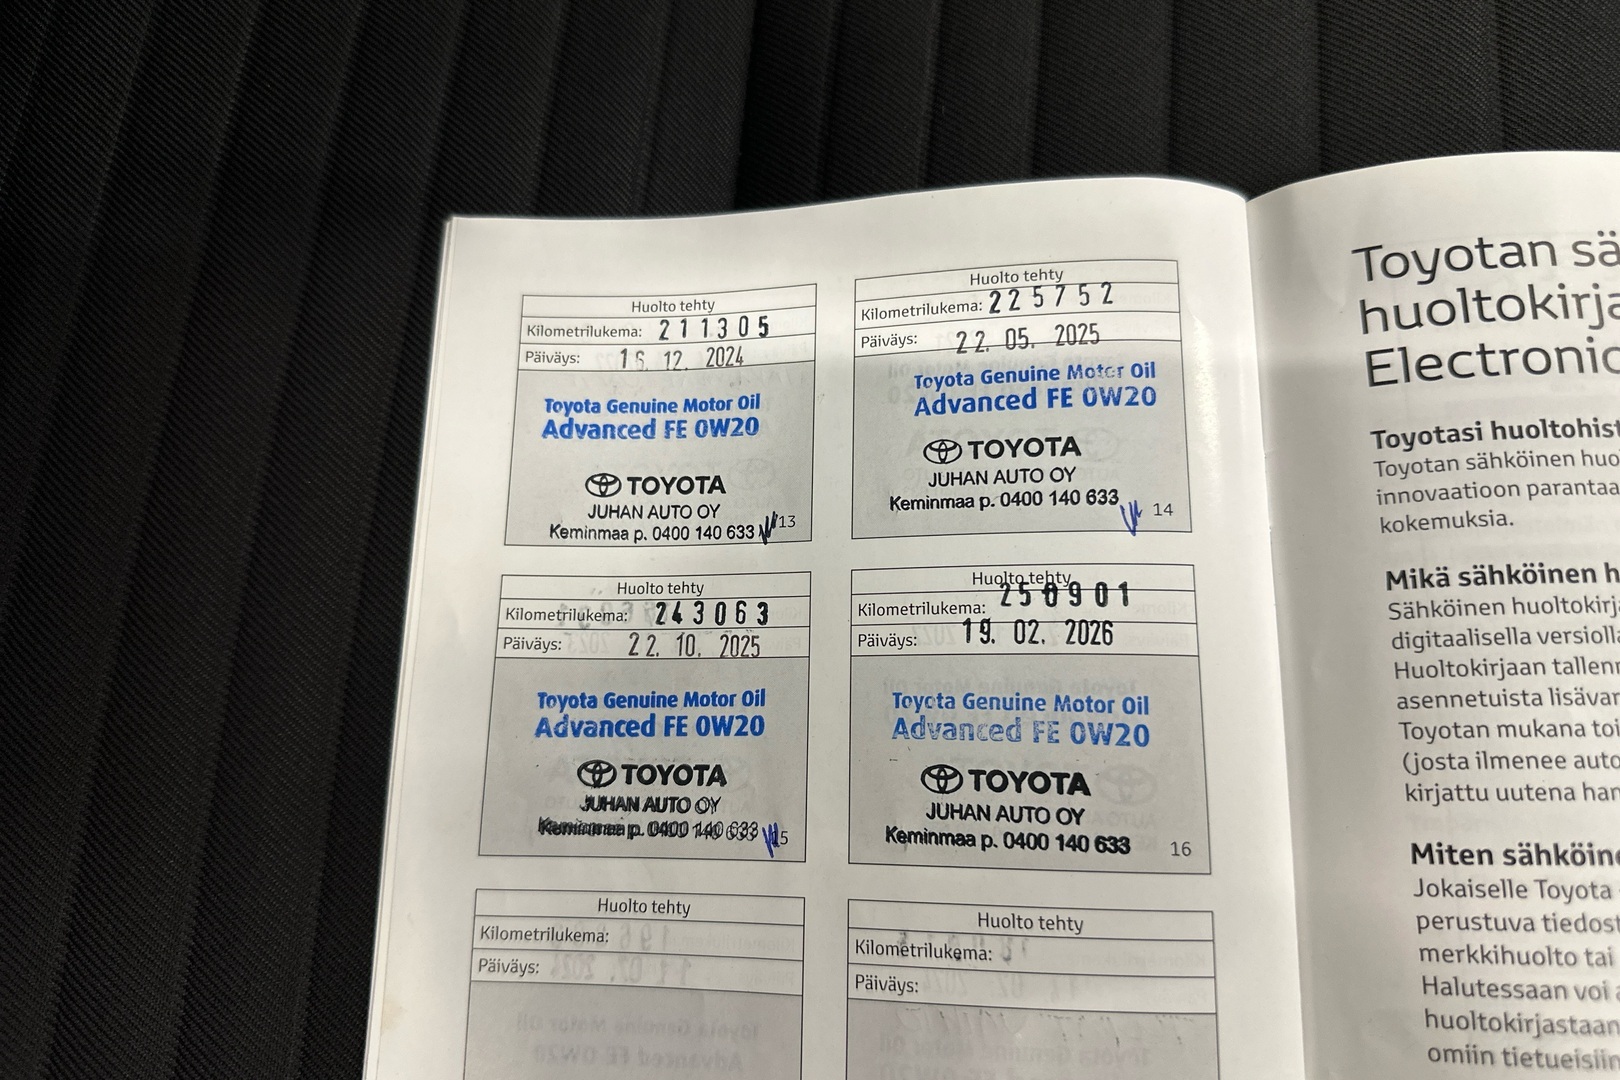 Huolto tehty
Kilometrilukema: 211305
Päiväys: 16. 12. 2024
Toyota Genuine Motor Oil
Advanced FE 0W20
TOYOTA
JUHAN AUTO OY
Keminmaa p. 0400 140 633
13
Huolto tehty
Kilometrilukema: 225752
Päiväys: 22. 05. 2025
Toyota Genuine Motor Oil
Advanced FE 0W20
TOYOTA
JUHAN AUTO OY
Keminmaa p. 0400 140 633
14
Huolto tehty
Kilometrilukema: 243063
Päiväys: 22. 10. 2025
Toyota Genuine Motor Oil
Advanced FE 0W20
TOYOTA
JUHAN AUTO OY
Keminmaa p. 0400 140 633
15
Huolto tehty
Kilometrilukema: 250901
Päiväys: 19. 02. 2026
Toyota Genuine Motor Oil
Advanced FE 0W20
TOYOTA
JUHAN AUTO OY
Keminmaa p. 0400 140 633
16
Huolto tehty
Kilometrilukema:
Päiväys:
Huolto tehty
Kilometrilukema:
Päiväys:
Toyotan sä
huoltokirja
Electronic
Toyotasi huoltohist
Toyotan sähköinen huo
innovaatioon parantaa
kokemuksia.
Mikä sähköinen h
Sähköinen huoltokirj
digitaalisella versioll
Huoltokirjaan tallen
asennetuista lisävar
Toyotan mukana toi
(josta ilmenee auto
kirjattu uutena han
Miten sähköin
Jokaiselle Toyota
perustuva tiedost
merkkihuolto tai
Halutessaan voi
huoltokirjastaan
omiin tietueisiin